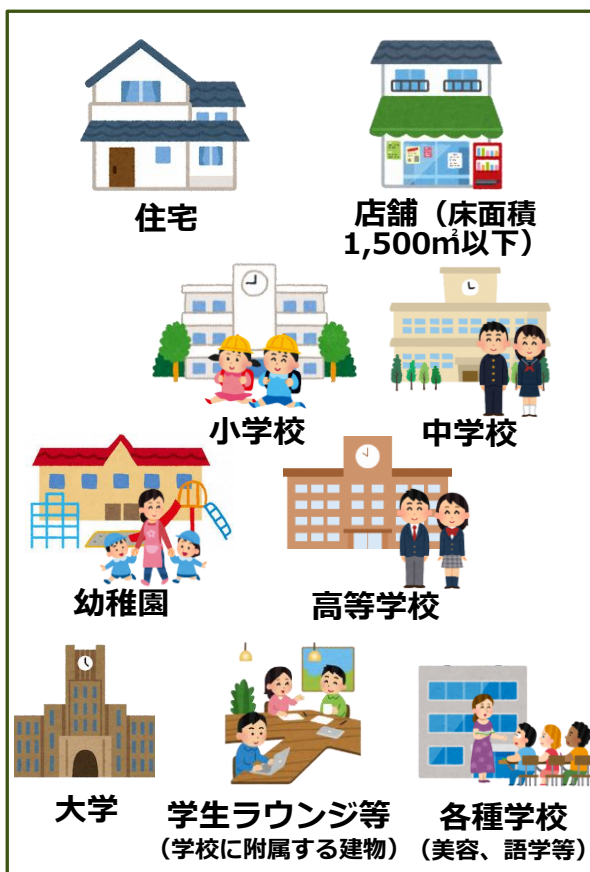 住宅
店舗（床面積
1,500㎡以下）
小学校
中学校
幼稚園
高等学校
大学
学生ラウンジ等
（学校に附属する建物）
各種学校
（美容、語学等）